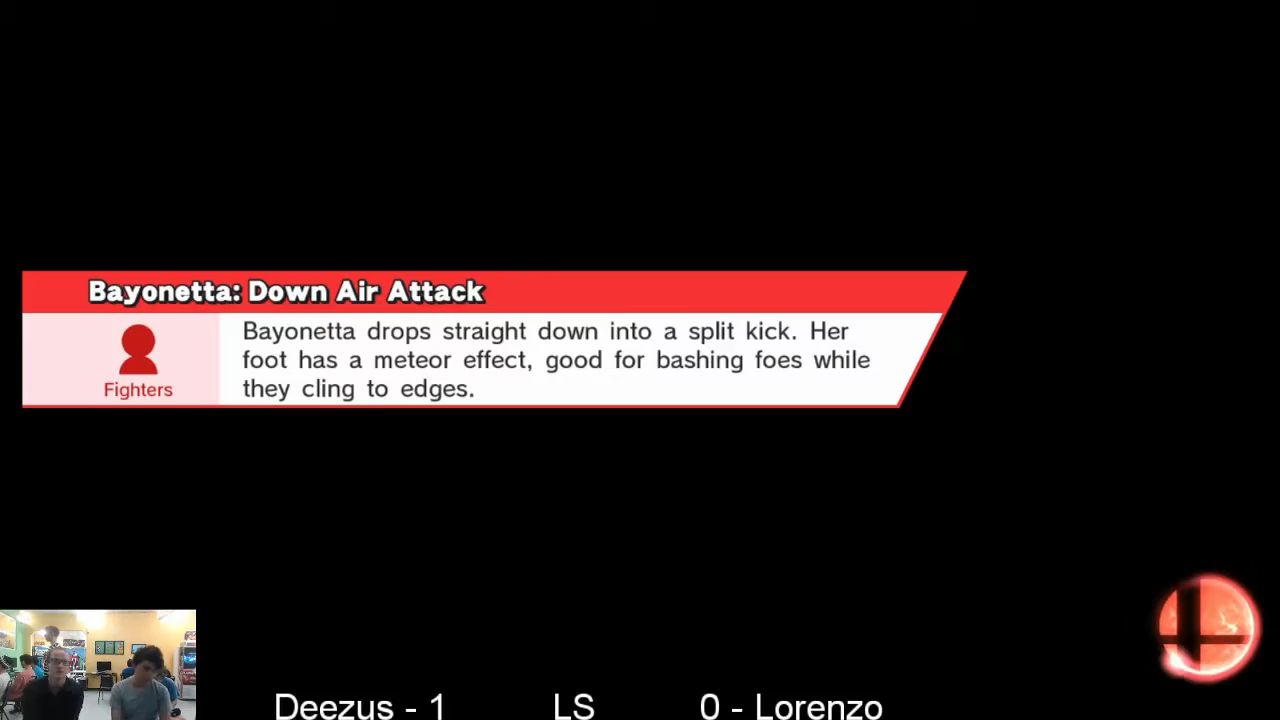 Bayonetta: Down Air Attack
Bayonetta drops straight down into a split kick. Her
foot has a meteor effect, good for bashing foes while
they cling to edges.
Fighters
Deezus - 1 LS 0 - Lorenzo